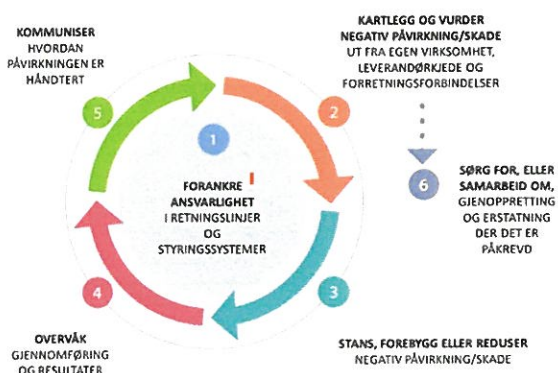 1
FORANKRE
ANSVARLIGHET
I RETNINGSLINJER
OG
STYRINGSSYSTEMER
2
KARTLEGG OG VURDER
NEGATIV PÅVIRKNING/SKADE
UT FRA EGEN VIRKSOMHET,
LEVERANDØRKJEDE OG
FORRETNINGSFORBINDELSER
3
STANS, FOREBYGG ELLER REDUSER
NEGATIV PÅVIRKNING/SKADE
4
OVERVÅK
GJENNOMFØRING
OG RESULTATER
5
KOMMUNISER
HVORDAN
PÅVIRKNINGEN ER
HÅNDTERT
6
SØRG FOR, ELLER
SAMARBEID OM,
GJENOPPRETTING
OG ERSTATNING
DER DET ER
PÅKREVD